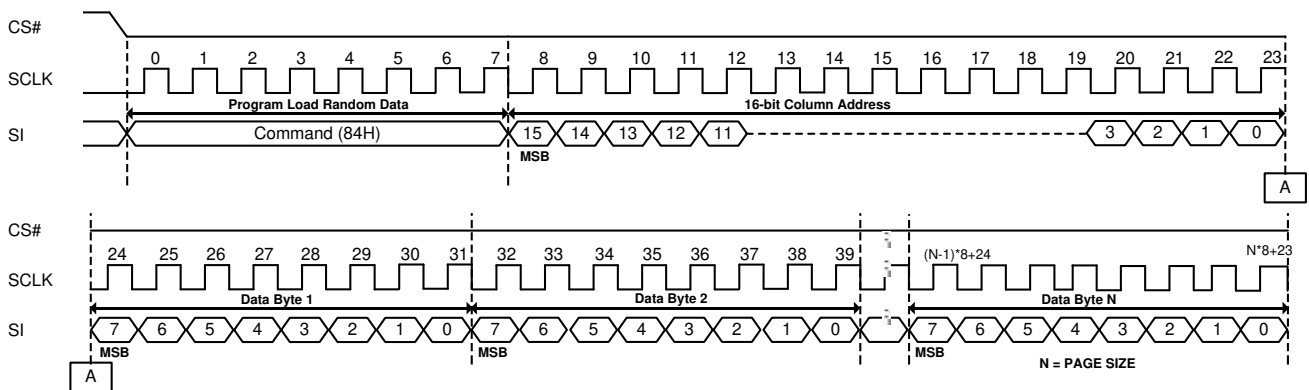 CS#
0 1 2 3 4 5 6 7 8 9 10 11 12 13 14 15 16 17 18 19 20 21 22 23
SCLK
Program Load Random Data 16-bit Column Address
SI Command (84H) 15 14 13 12 11 3 2 1 0
MSB
A
CS#
24 25 26 27 28 29 30 31 32 33 34 35 36 37 38 39 (N-1)*8+24 N*8+23
SCLK
Data Byte 1 Data Byte 2 Data Byte N
SI 7 6 5 4 3 2 1 0 7 6 5 4 3 2 1 0 7 6 5 4 3 2 1 0
MSB MSB MSB
N = PAGE SIZE
A